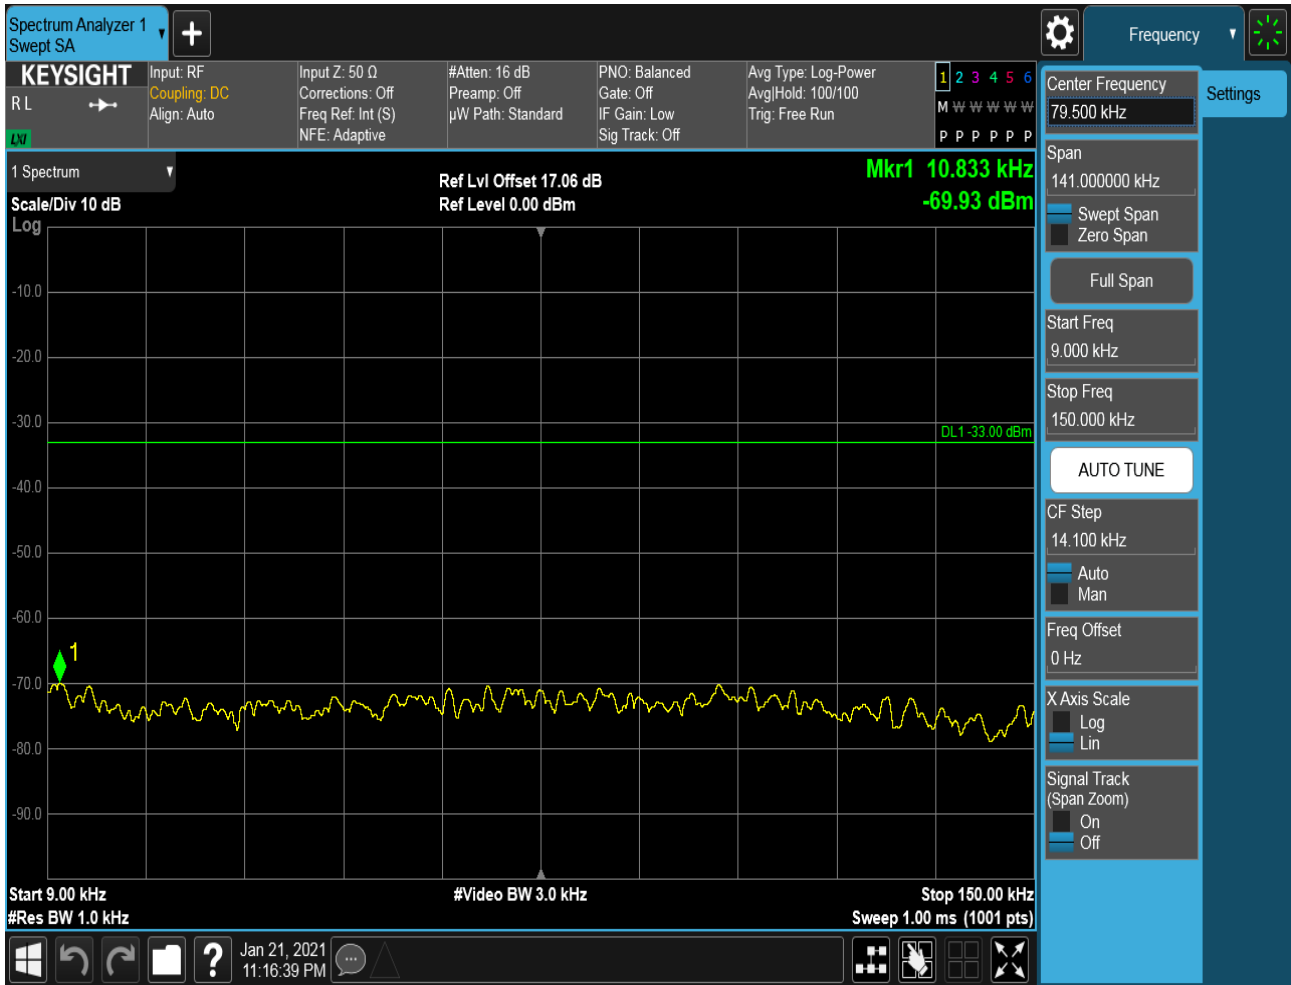 Spectrum Analyzer 1
Swept SA
Frequency
KEYSIGHT
R L
LXI
Input: RF
Coupling: DC
Align: Auto
Input Z: 50 Ω
Corrections: Off
Freq Ref: Int (S)
NFE: Adaptive
#Atten: 16 dB
Preamp: Off
µW Path: Standard
PNO: Balanced
Gate: Off
IF Gain: Low
Sig Track: Off
Avg Type: Log-Power
Avg|Hold: 100/100
Trig: Free Run
1 2 3 4 5 6
M W W W W W
P P P P P P
1 Spectrum
Scale/Div 10 dB
Log
Ref Lvl Offset 17.06 dB
Ref Level 0.00 dBm
Mkr1 10.833 kHz
-69.93 dBm
-10.0
-20.0
-30.0
DL1 -33.00 dBm
-40.0
-50.0
-60.0
1
-70.0
-80.0
-90.0
Start 9.00 kHz
#Video BW 3.0 kHz
Stop 150.00 kHz
#Res BW 1.0 kHz
Sweep 1.00 ms (1001 pts)
?
Jan 21, 2021
11:16:39 PM
Center Frequency
79.500 kHz
Settings
Span
141.000000 kHz
Swept Span
Zero Span
Full Span
Start Freq
9.000 kHz
Stop Freq
150.000 kHz
AUTO TUNE
CF Step
14.100 kHz
Auto
Man
Freq Offset
0 Hz
X Axis Scale
Log
Lin
Signal Track
(Span Zoom)
On
Off